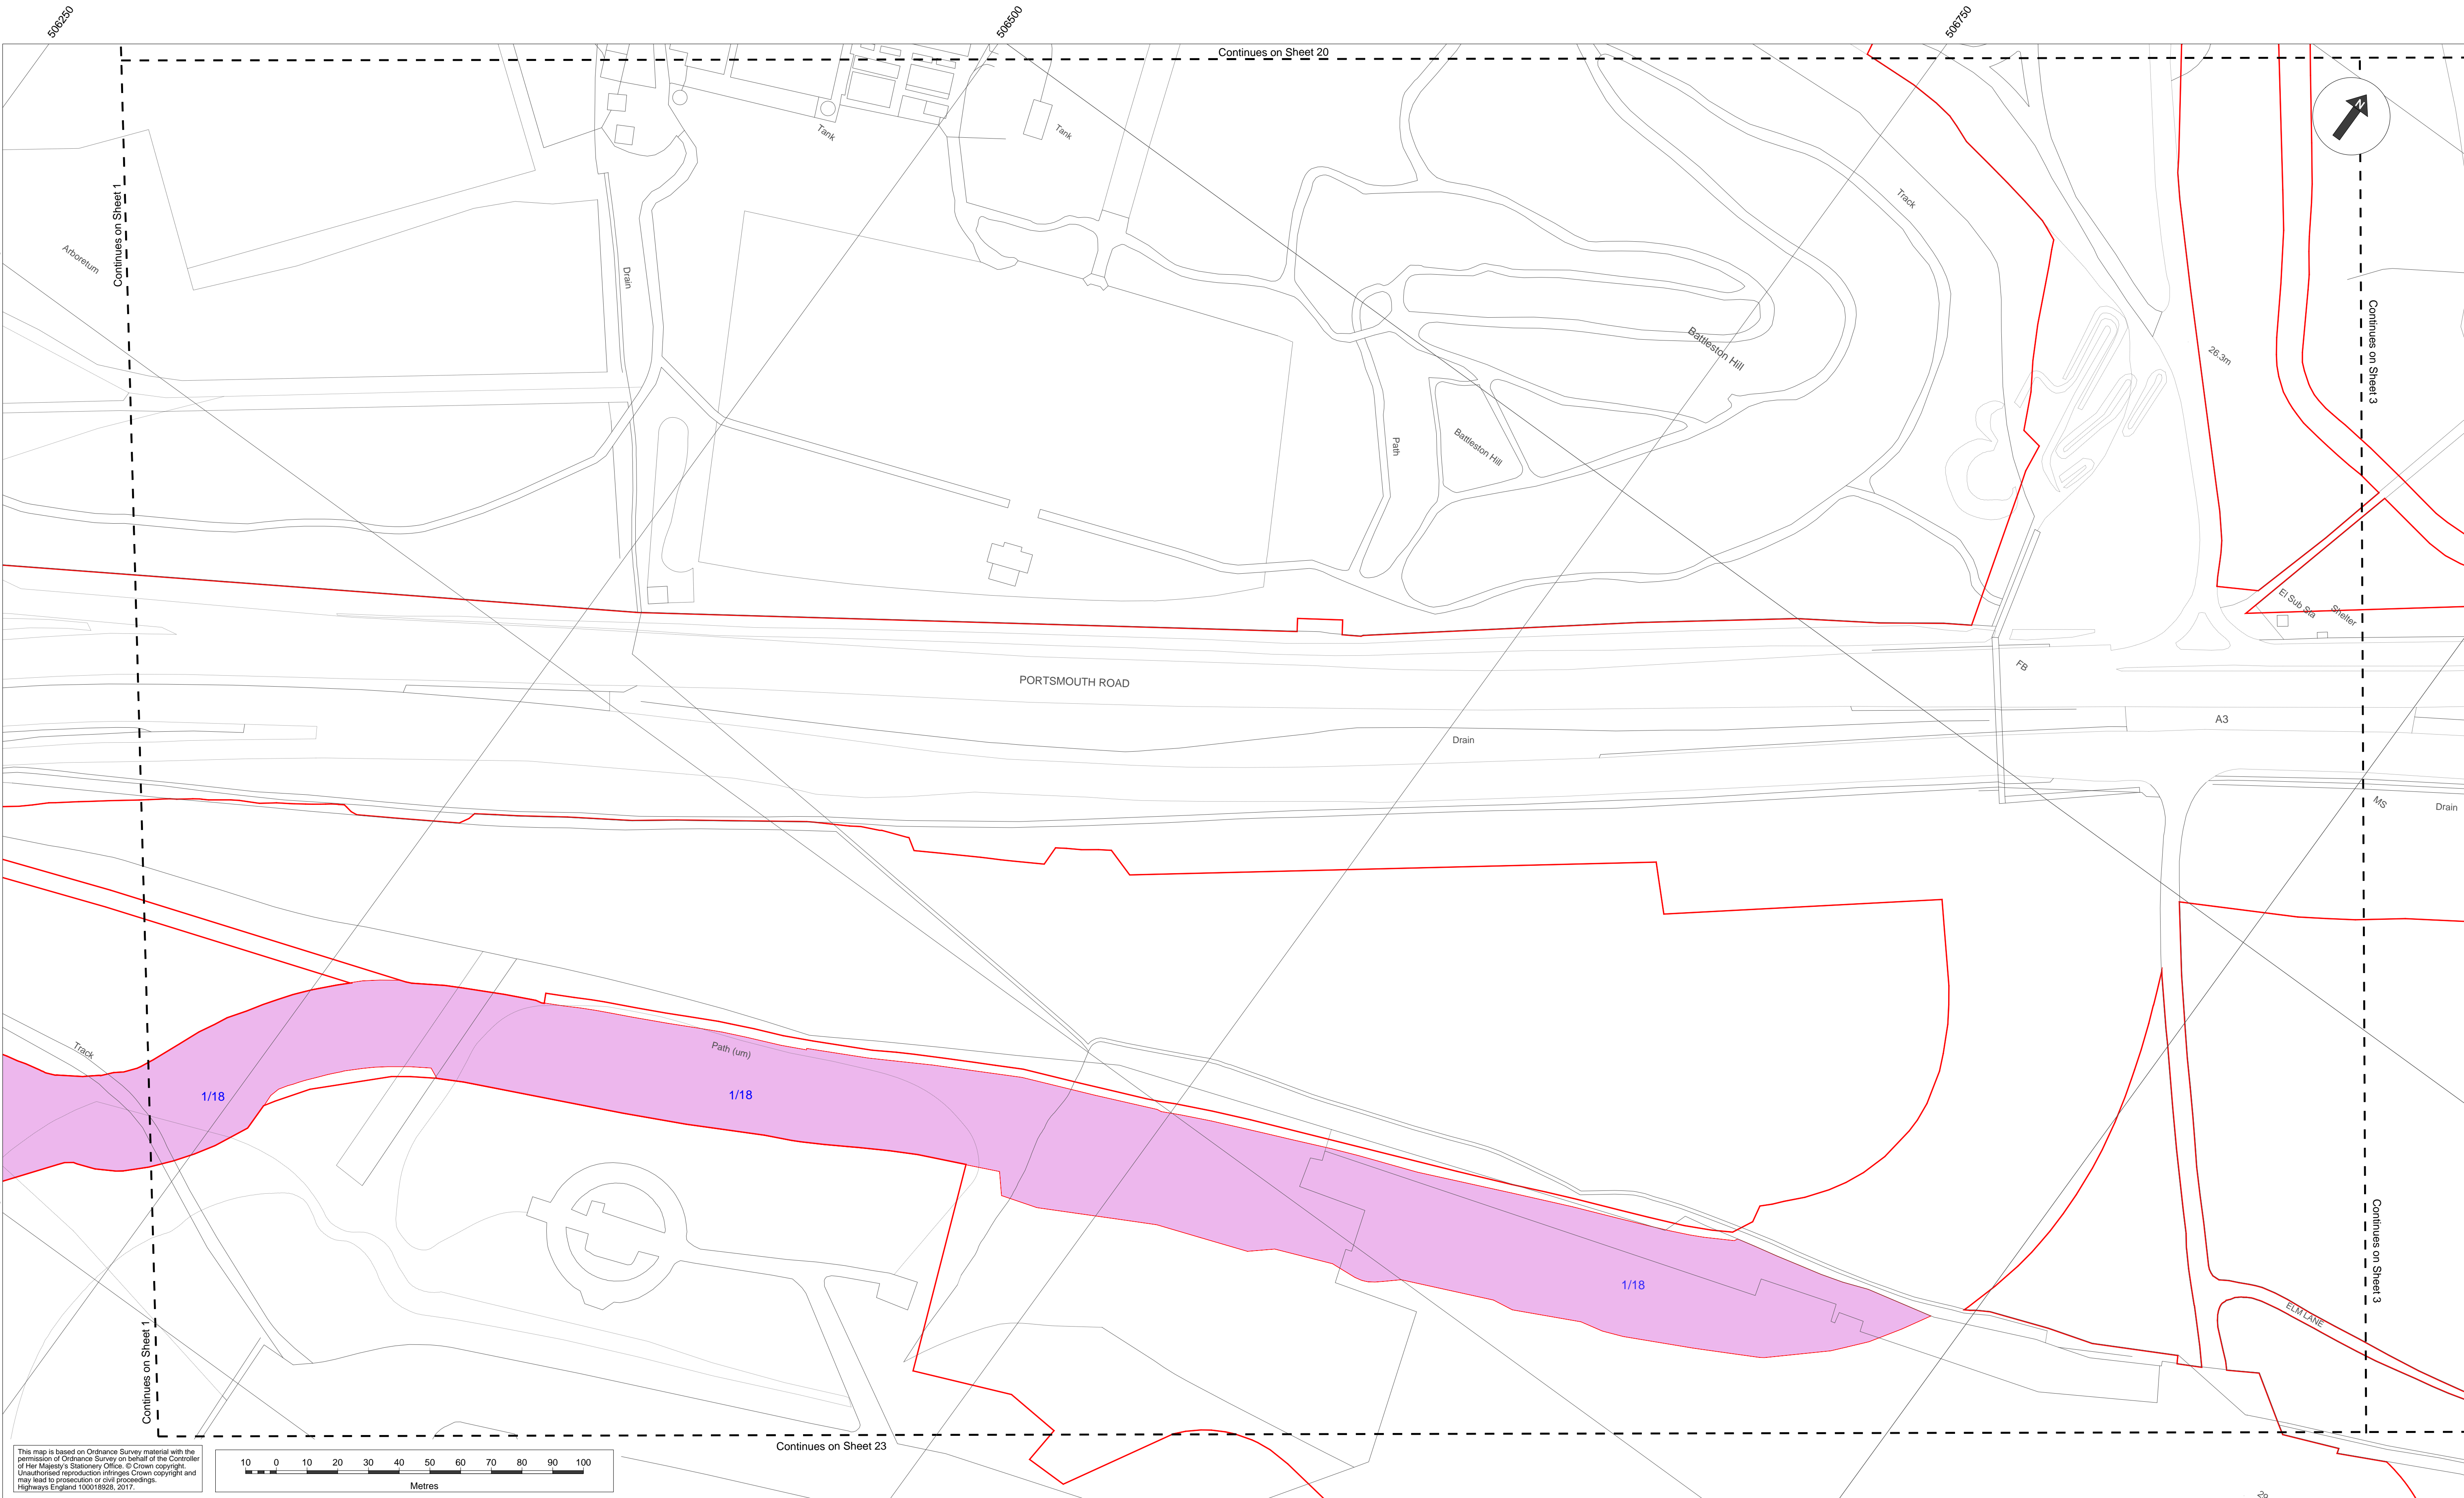 506250
506500
506750
Continues on Sheet 20
N
Continues on Sheet 1
Tank
Tank
Track
Arboretum
Drain
Continues on Sheet 3
26.3m
Battleston Hill
Battleston Hill
Path
El Sub Sta
Shelter
FB
PORTSMOUTH ROAD
A3
Drain
MS
Drain
Track
Path (um)
1/18
1/18
1/18
Continues on Sheet 3
ELM LANE
Continues on Sheet 1
Continues on Sheet 23
This map is based on Ordnance Survey material with the
permission of Ordnance Survey on behalf of the Controller
of Her Majesty's Stationery Office. © Crown copyright.
Unauthorised reproduction infringes Crown copyright and
may lead to prosecution or civil proceedings.
Highways England 100018928, 2017.
10 0 10 20 30 40 50 60 70 80 90 100
Metres